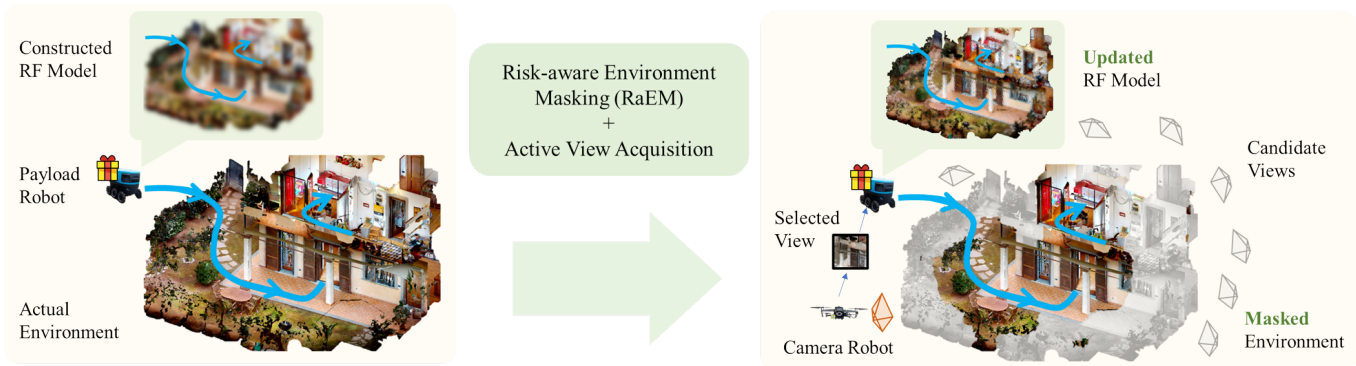 Constructed
RF Model
Payload
Robot
Actual
Environment
Risk-aware Environment
Masking (RaEM)
+
Active View Acquisition
Updated
RF Model
Candidate
Views
Selected
View
Camera Robot
Masked
Environment